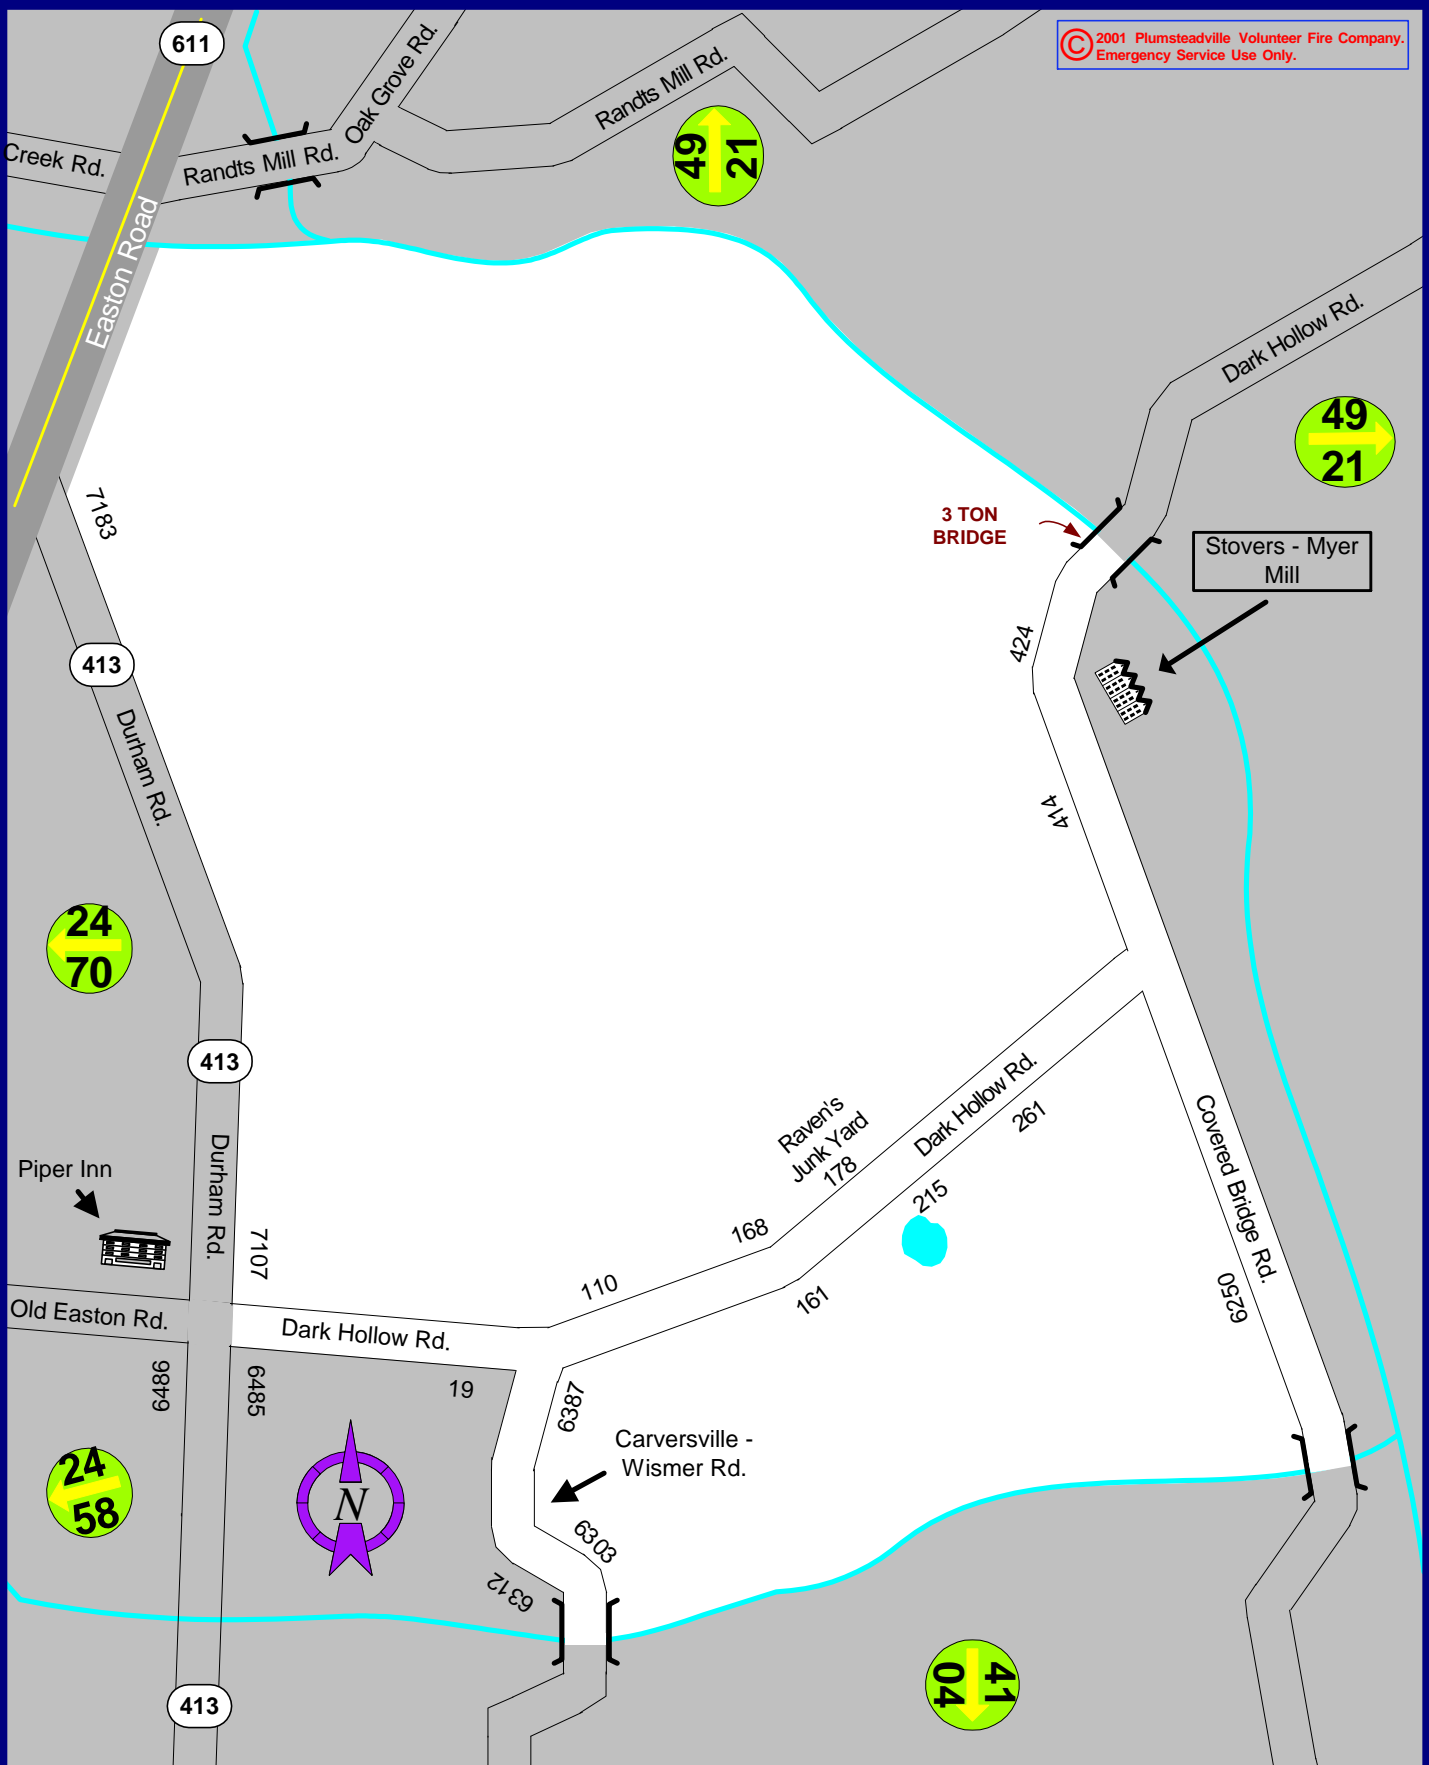 611
© 2001 Plumsteadville Volunteer Fire Company.
Emergency Service Use Only.
Oak Grove Rd.
Randts Mill Rd.
Creek Rd.
Randts Mill Rd.
49
21
Easton Road
Dark Hollow Rd.
49
21
7183
3 TON
BRIDGE
Stovers - Myer
Mill
424
413
Durham Rd.
414
24
70
413
Raven's
Junk Yard
178
Dark Hollow Rd.
261
Covered Bridge Rd.
Piper Inn
Durham Rd.
7107
215
168
110
161
6250
Old Easton Rd.
Dark Hollow Rd.
6486
6485
19
6387
Carversville -
Wismer Rd.
24
58
N
6303
6312
41
04
413